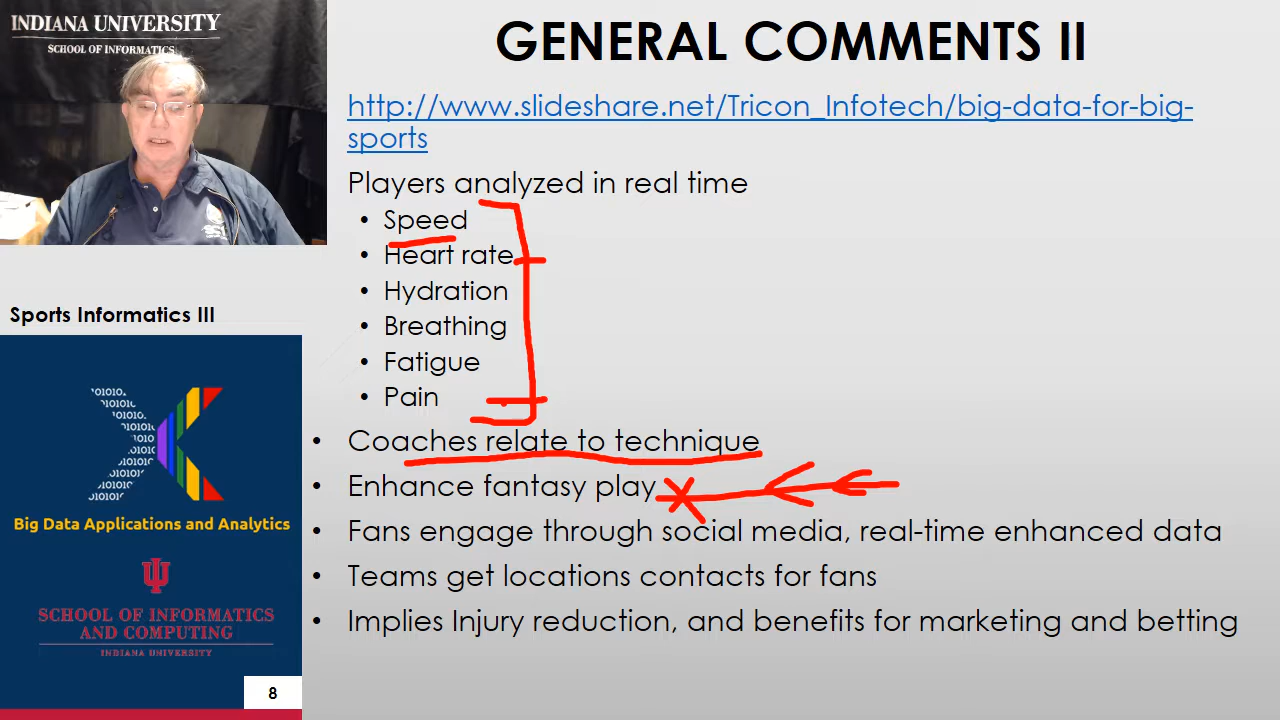 INDIANA UNIVERSITY
SCHOOL OF INFORMATICS
GENERAL COMMENTS II
http://www.slideshare.net/Tricon_Infotech/big-data-for-big-
sports
Players analyzed in real time
• Speed
• Heart rate
• Hydration
• Breathing
• Fatigue
• Pain
• Coaches relate to technique
• Enhance fantasy play
• Fans engage through social media, real-time enhanced data
• Teams get locations contacts for fans
• Implies Injury reduction, and benefits for marketing and betting
Sports Informatics III
Big Data Applications and Analytics
SCHOOL OF INFORMATICS
AND COMPUTING
INDIANA UNIVERSITY
8